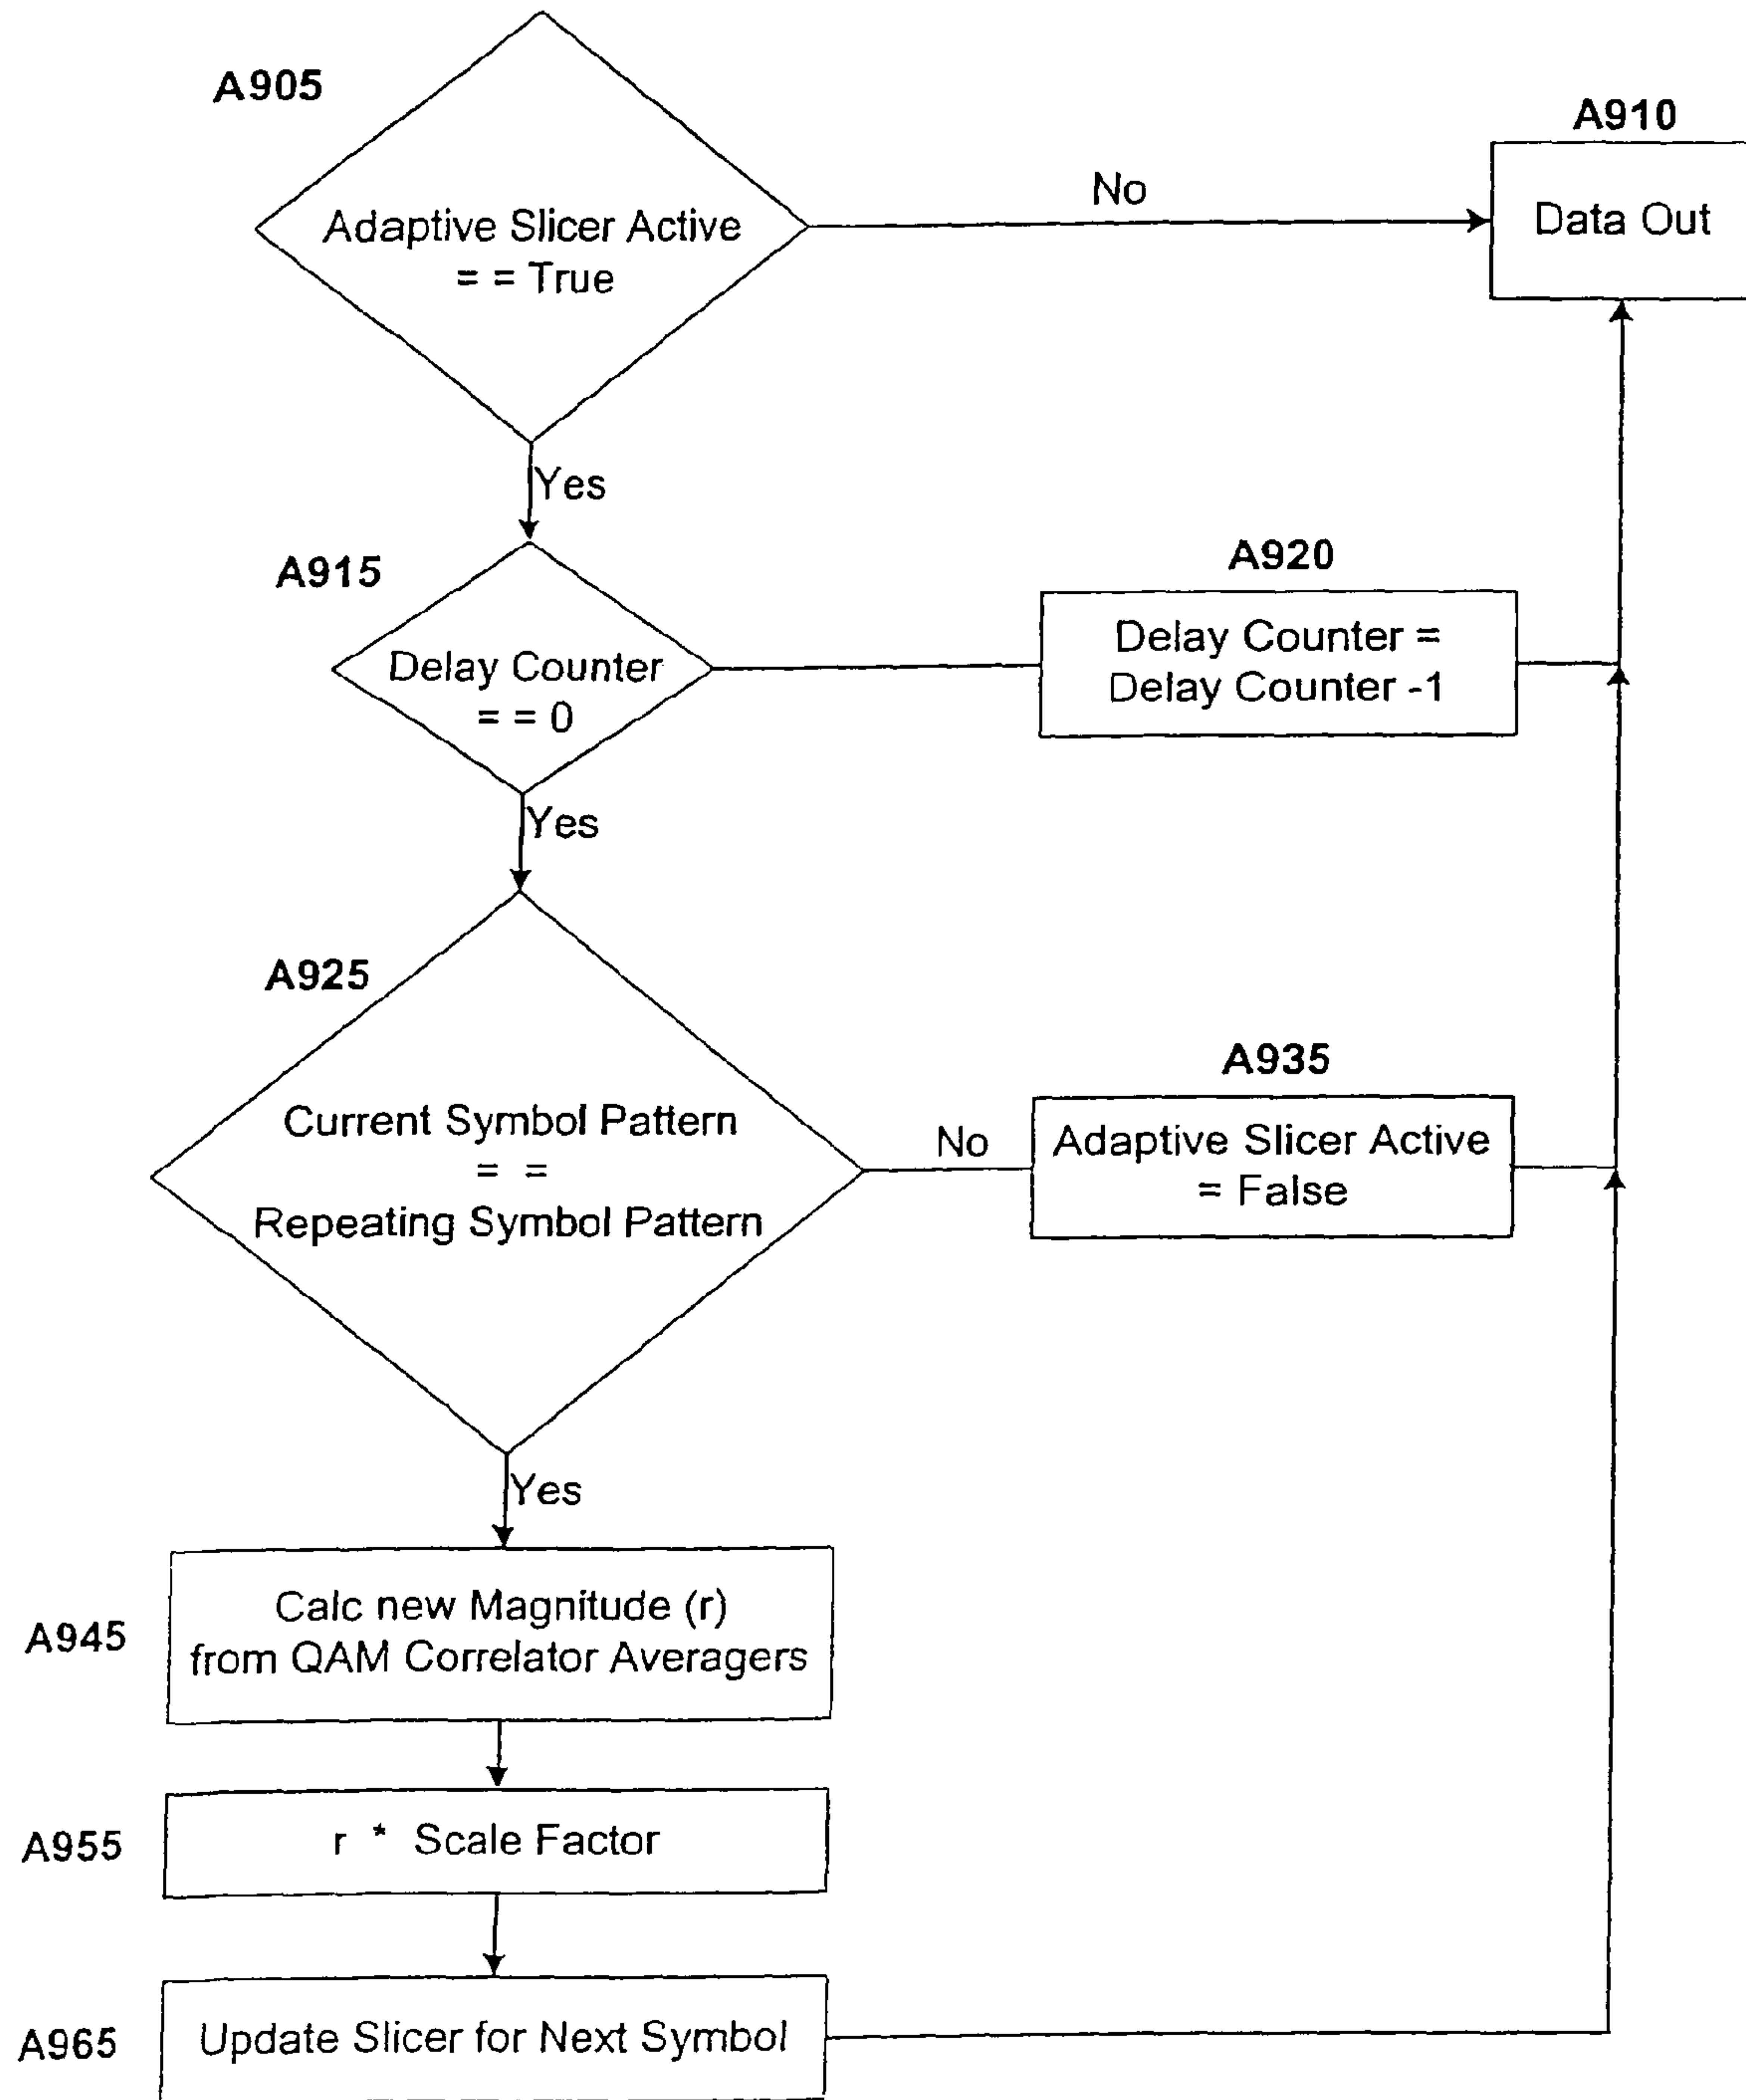 A905
Adaptive Slicer Active
= = True
No
A910
Data Out
Yes
A915
Delay Counter
= = 0
A920
Delay Counter =
Delay Counter -1
Yes
A925
Current Symbol Pattern
= =
Repeating Symbol Pattern
No
A935
Adaptive Slicer Active
= False
Yes
A945
Calc new Magnitude (r)
from QAM Correlator Averagers
A955
r * Scale Factor
A965
Update Slicer for Next Symbol